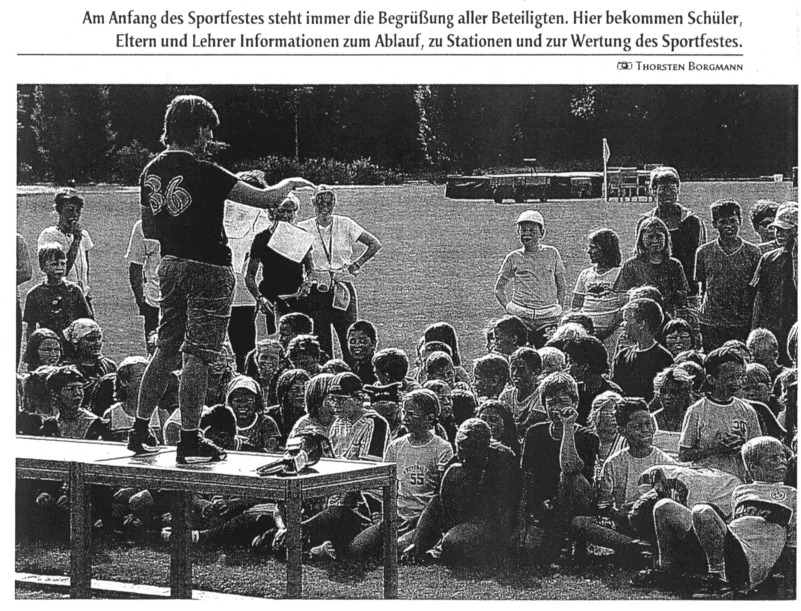 Am Anfang des Sportfestes steht immer die Begrüßung aller Beteiligten. Hier bekommen Schüler,
Eltern und Lehrer Informationen zum Ablauf, zu Stationen und zur Wertung des Sportfestes.
THORSTEN BORGMANN
36
55